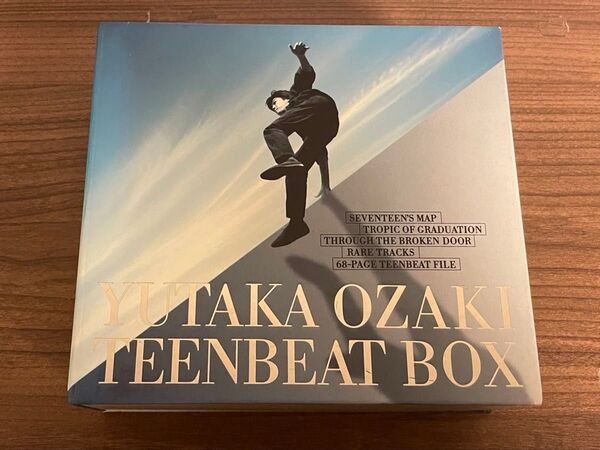 SEVENTEEN'S MAP
TROPIC OF GRADUATION
THROUGH THE BROKEN DOOR
RARE TRACKS
68-PAGE TEENBEAT FILE
YUTAKA OZAKI
TEENBEAT BOX